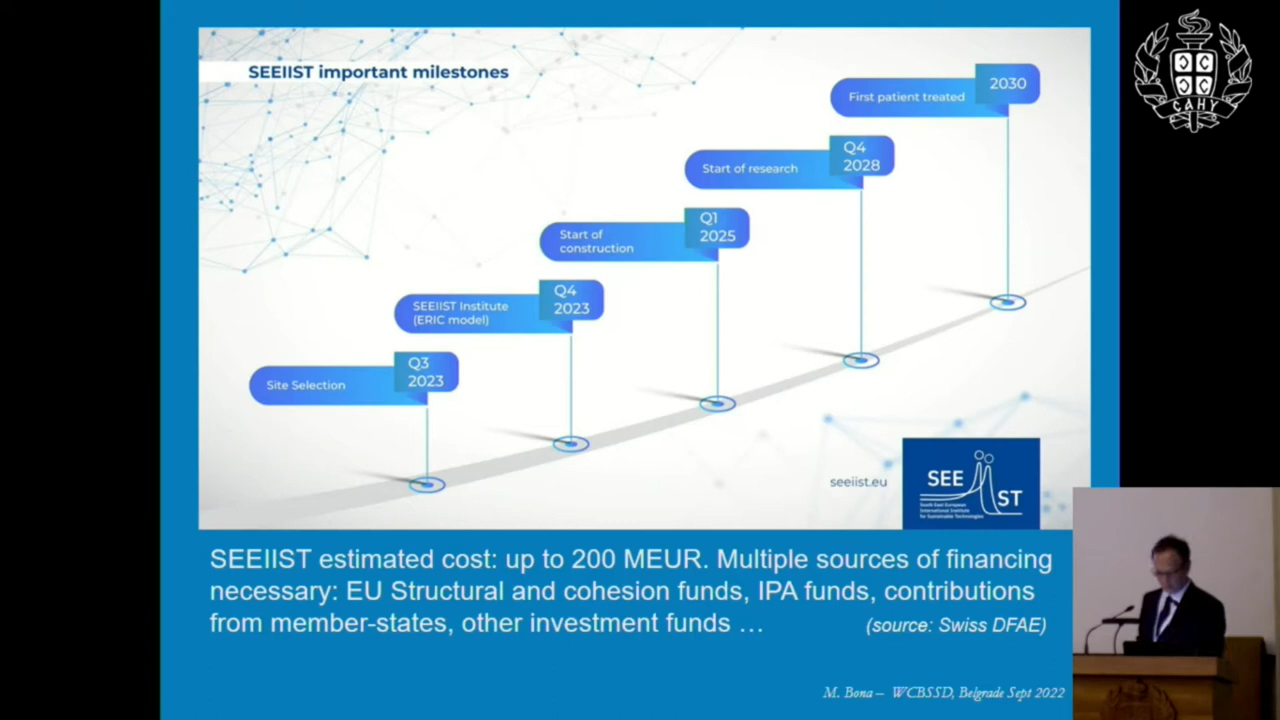 SEEIIST important milestones
2030
First patient treated
Q4
2028
Start of research
Q1
2025
Start of
construction
Q4
2023
SEEIIST Institute
(ERIC model)
Q3
2023
Site Selection
seeiist.eu
SEE
IIST
South East European
International Institute
for Sustainable Technologies
SEEIIST estimated cost: up to 200 MEUR. Multiple sources of financing
necessary: EU Structural and cohesion funds, IPA funds, contributions
from member-states, other investment funds …
(source: Swiss DFAE)
M. Bona – WCBSSD, Belgrade Sept 2022
САНУ